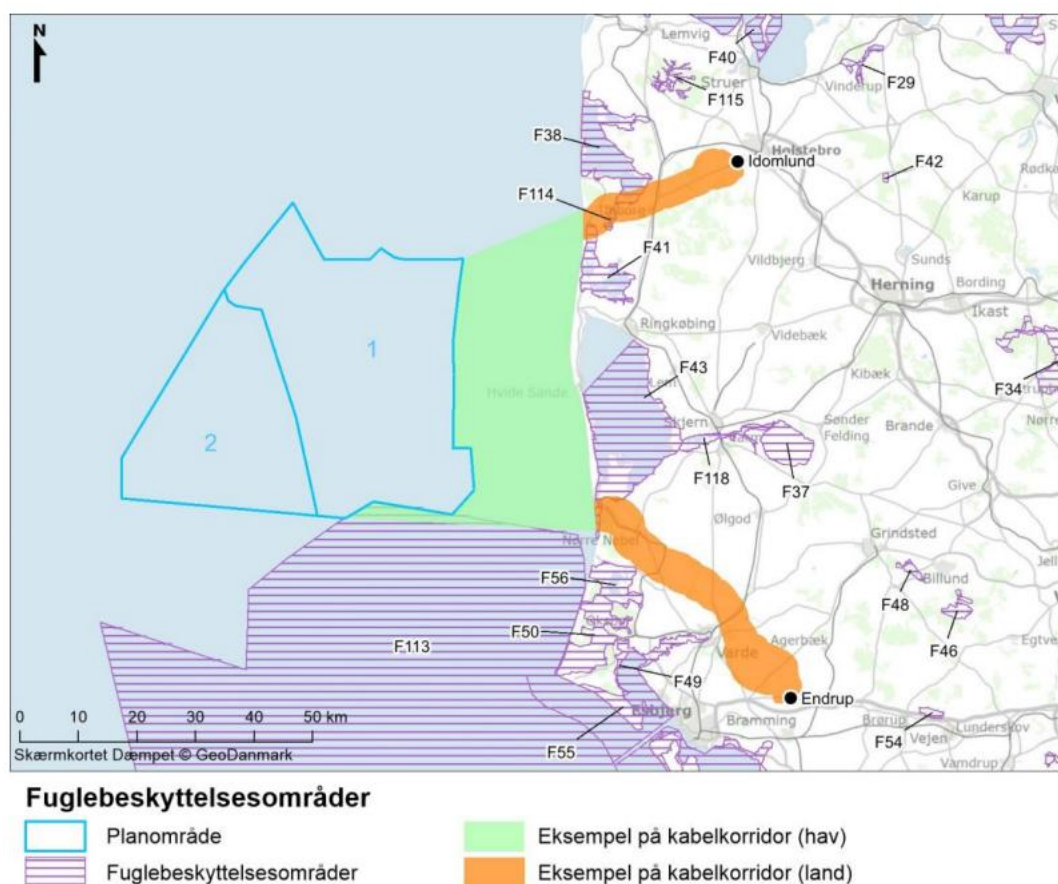 N
Lemvig
F40
F29
Struer
Vinderup
F115
F38
Holstebro
Idomlund
F42
Karup
F114
F41
Vildbjerg
Sunds
Herning
Bording
Ikast
1
Ringkøbing
Videbæk
F43
F34
Hvide Sande
Lem
Kibæk
Skjern
Sønder
Felding
Brande
2
F118
F37
Give
Ølgod
Grindsted
Nørre Nebel
F56
F48
Billund
F50
F113
Varde
Agerbæk
F46
F49
Endrup
0 10 20 30 40 50 km
Esbjerg
Bramming
Brørup
Lunderskov
F54
Vejen
F55
Vamdrup
Skærmkortet Dæmpet © GeoDanmark
Fuglebeskyttelsesområder
Planområde
Eksempel på kabelkorridor (hav)
Fuglebeskyttelsesområder
Eksempel på kabelkorridor (land)